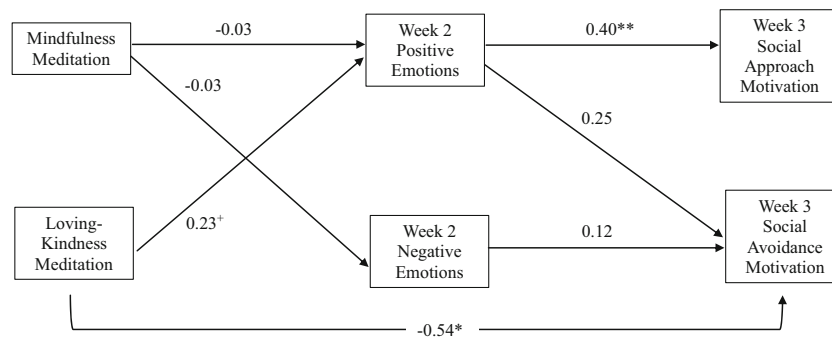 Mindfulness
Meditation
-0.03
Week 2
Positive
Emotions
0.40**
Week 3
Social
Approach
Motivation
-0.03
0.25
Loving-
Kindness
Meditation
0.23+
Week 2
Negative
Emotions
0.12
Week 3
Social
Avoidance
Motivation
-0.54*